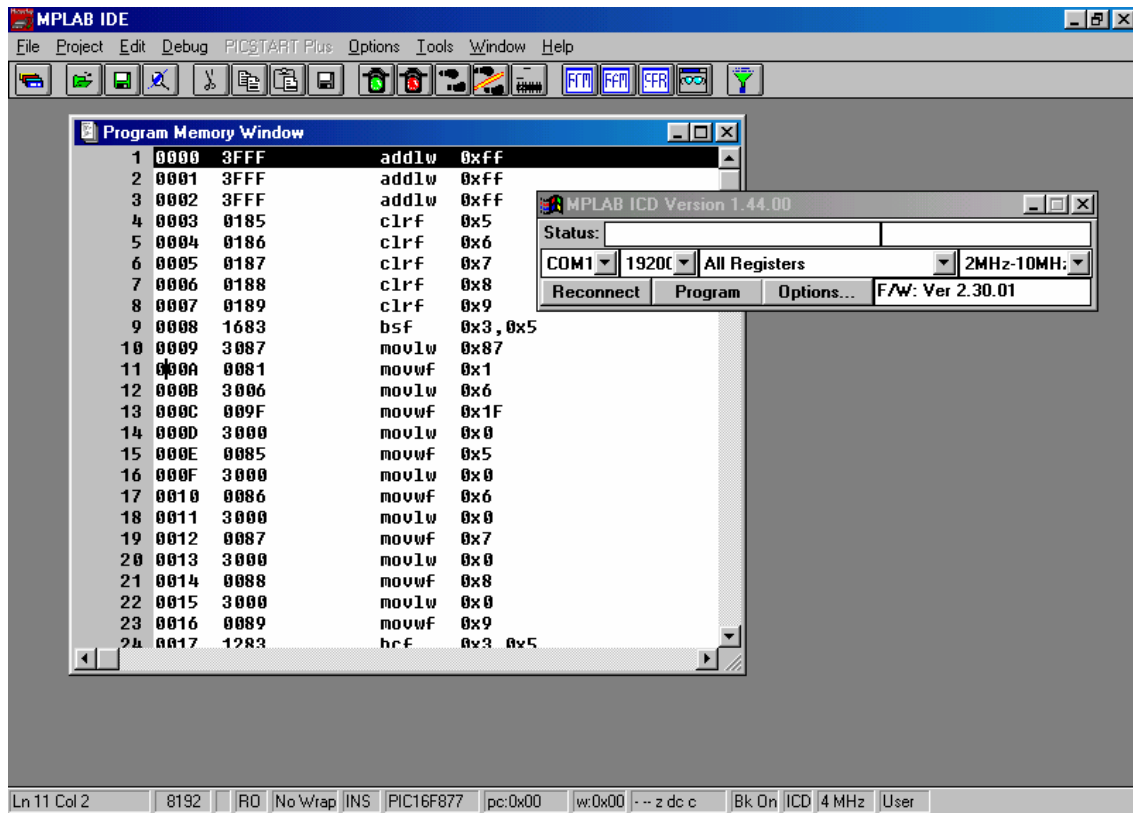 MPLAB IDE
File Project Edit Debug PICSTART Plus Options Tools Window Help
Program Memory Window
1 0000 3FFF addlw 0xff
2 0001 3FFF addlw 0xff
3 0002 3FFF addlw 0xff
4 0003 0185 clrf 0x5
5 0004 0186 clrf 0x6
6 0005 0187 clrf 0x7
7 0006 0188 clrf 0x8
8 0007 0189 clrf 0x9
9 0008 1683 bsf 0x3,0x5
10 0009 3087 movlw 0x87
11 000A 0081 movwf 0x1
12 000B 3006 movlw 0x6
13 000C 009F movwf 0x1F
14 000D 3000 movlw 0x0
15 000E 0085 movwf 0x5
16 000F 3000 movlw 0x0
17 0010 0086 movwf 0x6
18 0011 3000 movlw 0x0
19 0012 0087 movwf 0x7
20 0013 3000 movlw 0x0
21 0014 0088 movwf 0x8
22 0015 3000 movlw 0x0
23 0016 0089 movwf 0x9
24 0017 1283 bcf 0x3,0x5
MPLAB ICD Version 1.44.00
Status:
COM1 1920 All Registers 2MHz-10MHz
Reconnect Program Options... F/W: Ver 2.30.01
Ln 11 Col 2 8192 RO No Wrap INS PIC16F877 pc:0x00 w:0x00 - -- z dc c Bk On ICD 4 MHz User